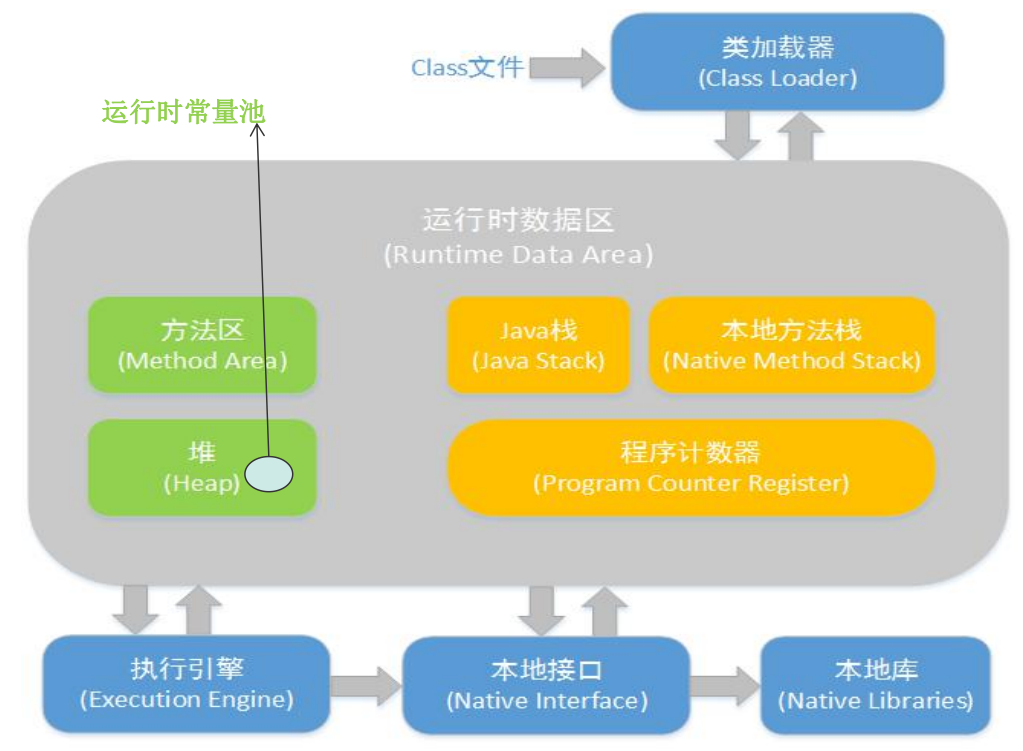 类加载器
(Class Loader)
Class文件
运行时常量池
运行时数据区
(Runtime Data Area)
方法区
(Method Area)
Java栈
(Java Stack)
本地方法栈
(Native Method Stack)
堆
(Heap)
程序计数器
(Program Counter Register)
执行引擎
(Execution Engine)
本地接口
(Native Interface)
本地库
(Native Libraries)